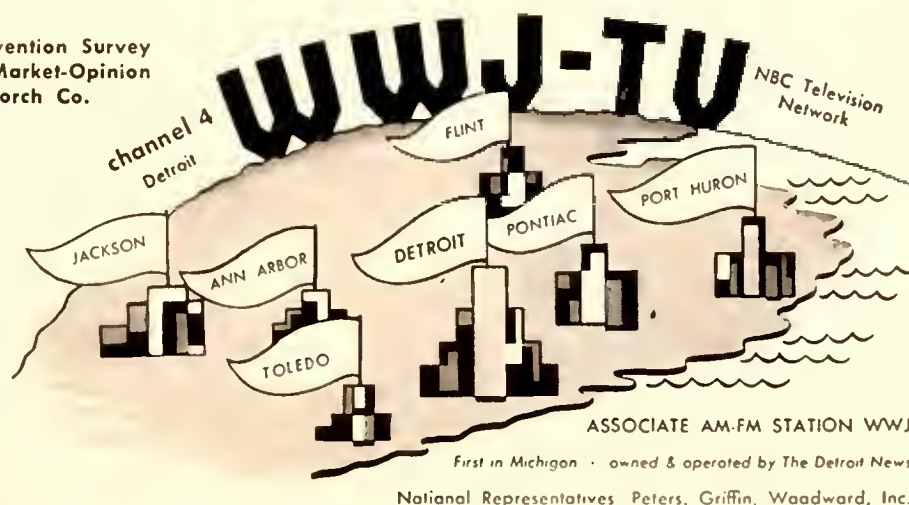 vention Survey
Market-Opinion
orch Co.
WWJ-TV
channel 4
Detroit
NBC Television
Network
FLINT
JACKSON
ANN ARBOR
DETROIT
PONTIAC
PORT HURON
TOLEDO
ASSOCIATE AM-FM STATION WWJ
First in Michigan · owned & operated by The Detroit News
National Representatives Peters, Griffin, Woodward, Inc.